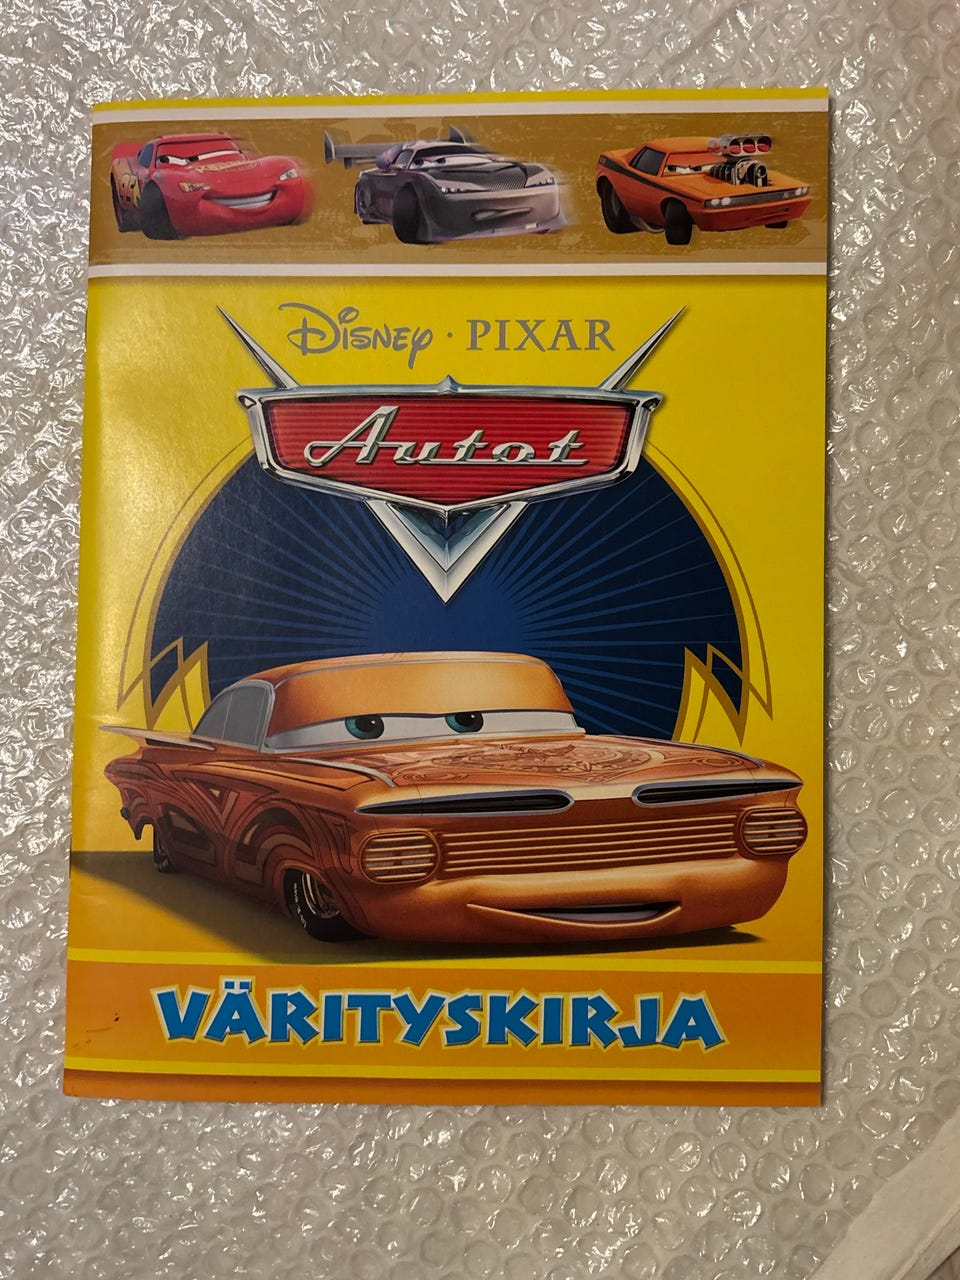 Disney · PIXAR
Autot
VÄRITYSKIRJA